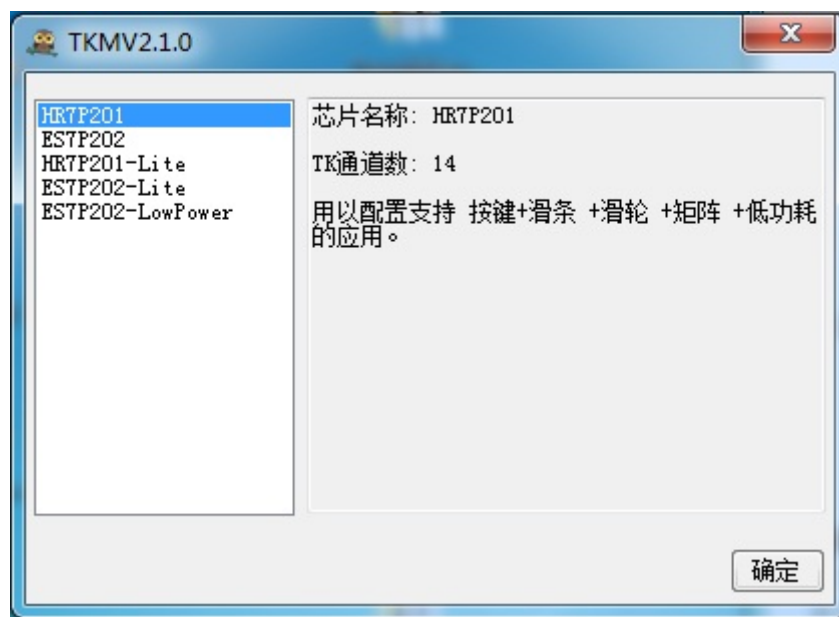 TKMV2.1.0
HR7P201
ES7P202
HR7P201-Lite
ES7P202-Lite
ES7P202-LowPower
芯片名称: HR7P201
TK通道数: 14
用以配置支持 按键+滑条 +滑轮 +矩阵 +低功耗
的应用。
确定